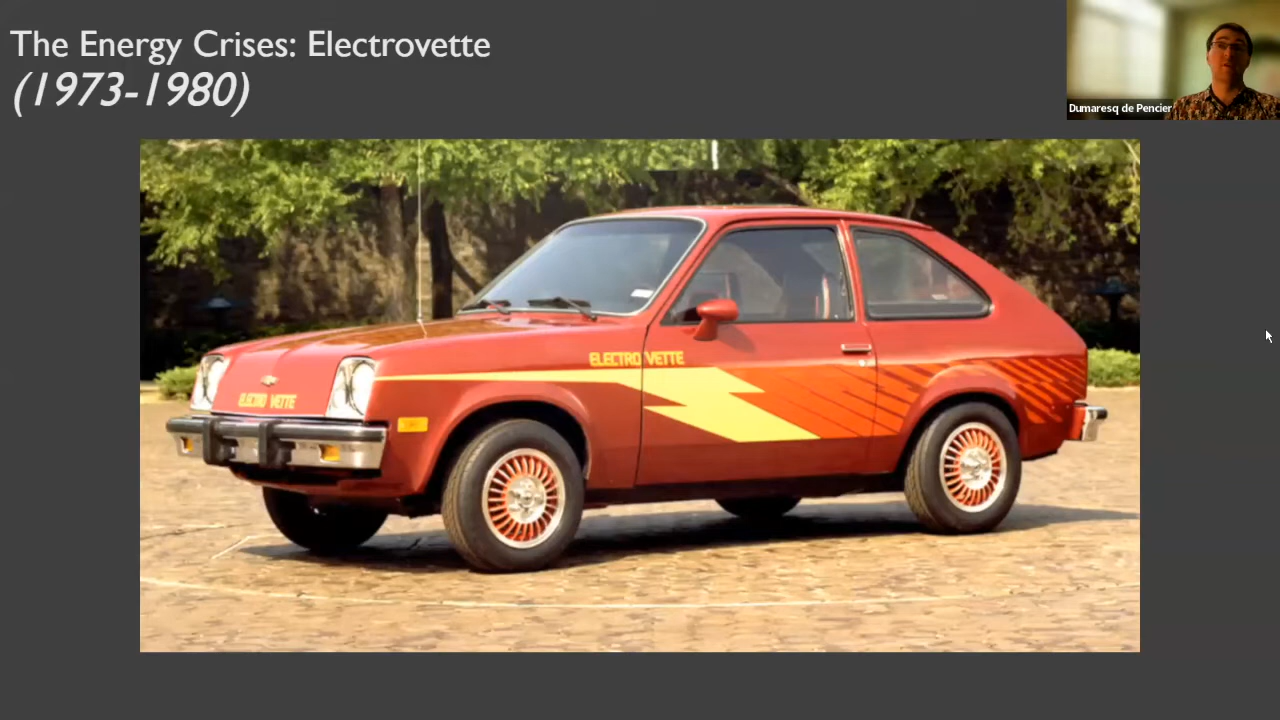 The Energy Crises: Electrovette
(1973-1980)
Dumaresq de Pencier
ELECTRO VETTE
ELECTRO VETTE